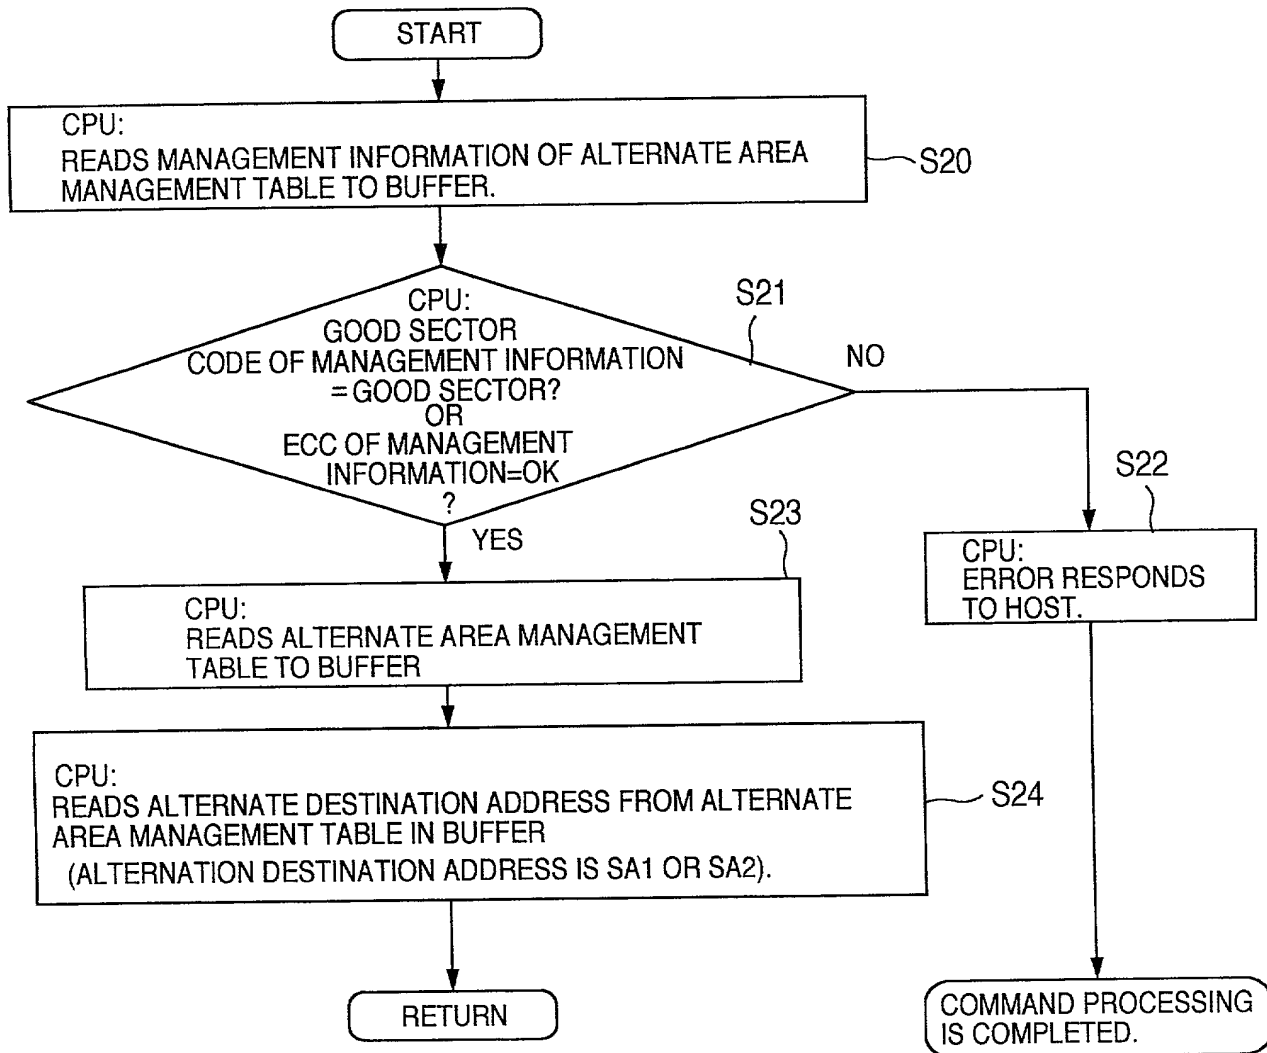 START
CPU:
READS MANAGEMENT INFORMATION OF ALTERNATE AREA
MANAGEMENT TABLE TO BUFFER.
S20
CPU:
GOOD SECTOR
CODE OF MANAGEMENT INFORMATION
=GOOD SECTOR?
OR
ECC OF MANAGEMENT
INFORMATION=OK
?
S21
NO
YES
S22
CPU:
ERROR RESPONDS
TO HOST.
S23
CPU:
READS ALTERNATE AREA MANAGEMENT
TABLE TO BUFFER
CPU:
READS ALTERNATE DESTINATION ADDRESS FROM ALTERNATE
AREA MANAGEMENT TABLE IN BUFFER
(ALTERNATION DESTINATION ADDRESS IS SA1 OR SA2).
S24
RETURN
COMMAND PROCESSING
IS COMPLETED.